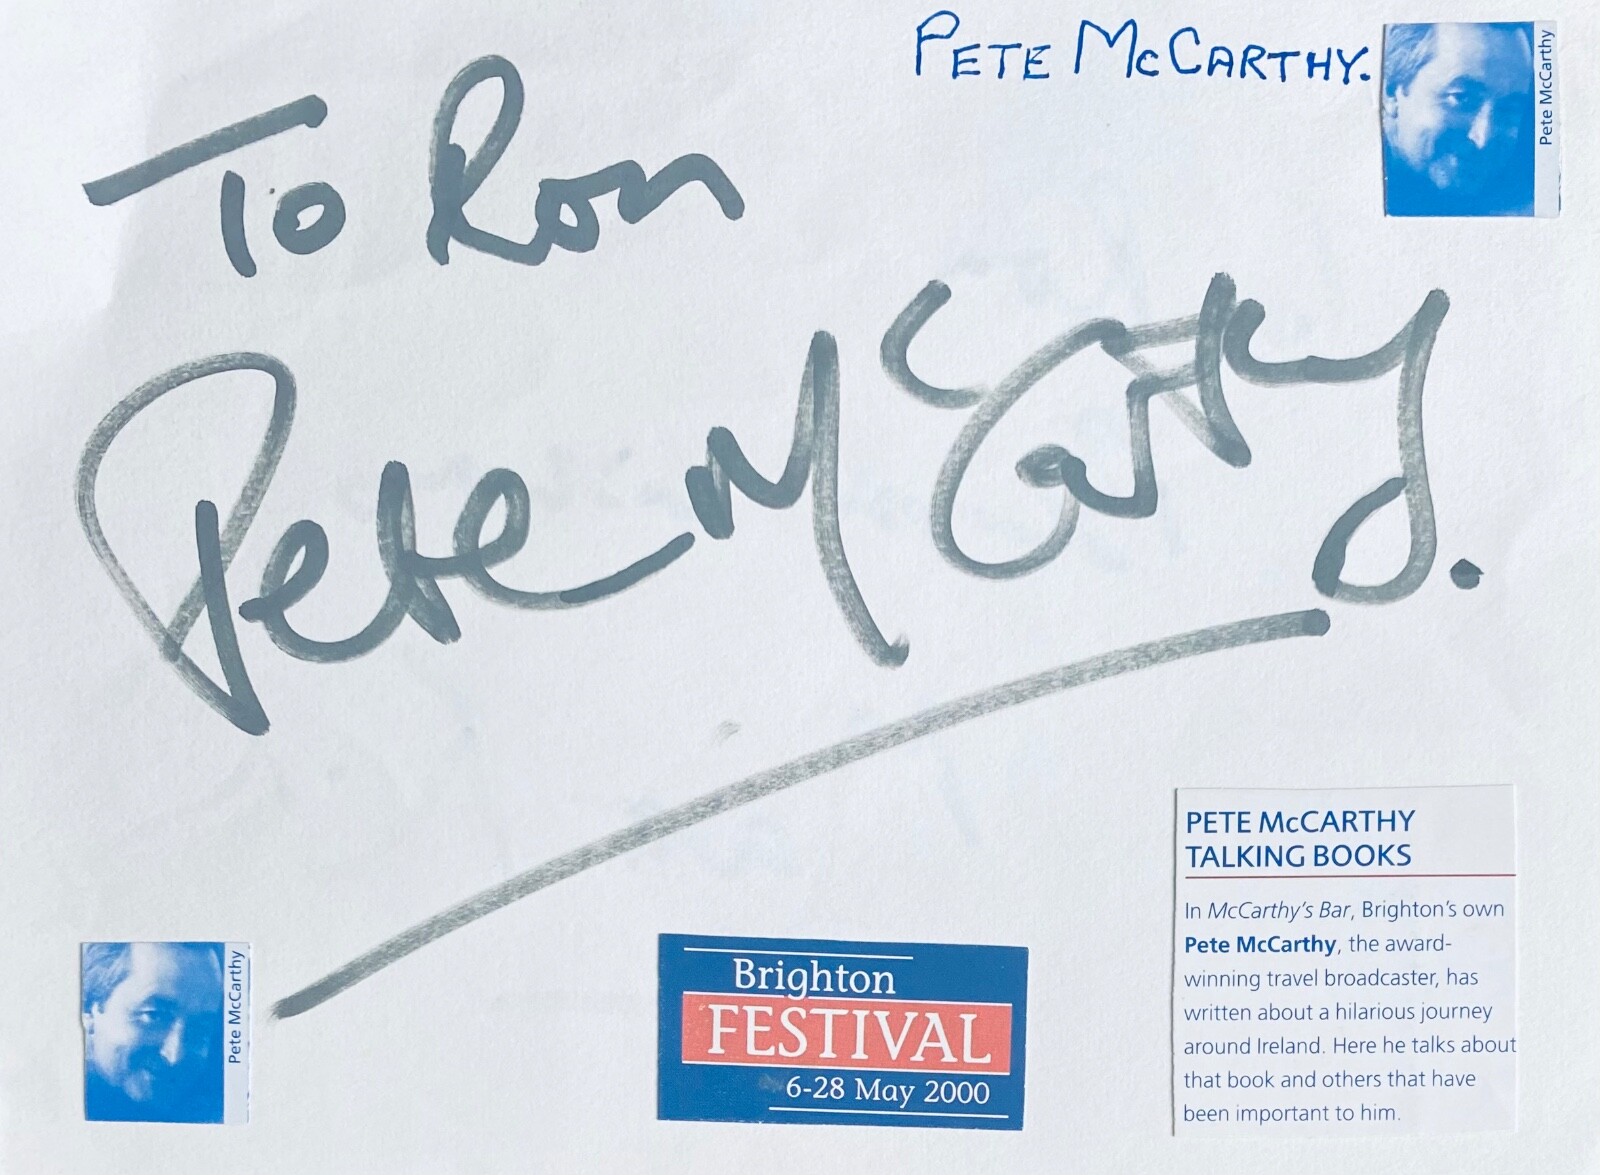 PETE McCARTHY.
Pete McCarthy
To Ron
Pete McCarthy.
Pete McCarthy
Brighton
FESTIVAL
6-28 May 2000
PETE McCARTHY
TALKING BOOKS
In McCarthy's Bar, Brighton's own
Pete McCarthy, the award-
winning travel broadcaster, has
written about a hilarious journey
around Ireland. Here he talks about
that book and others that have
been important to him.